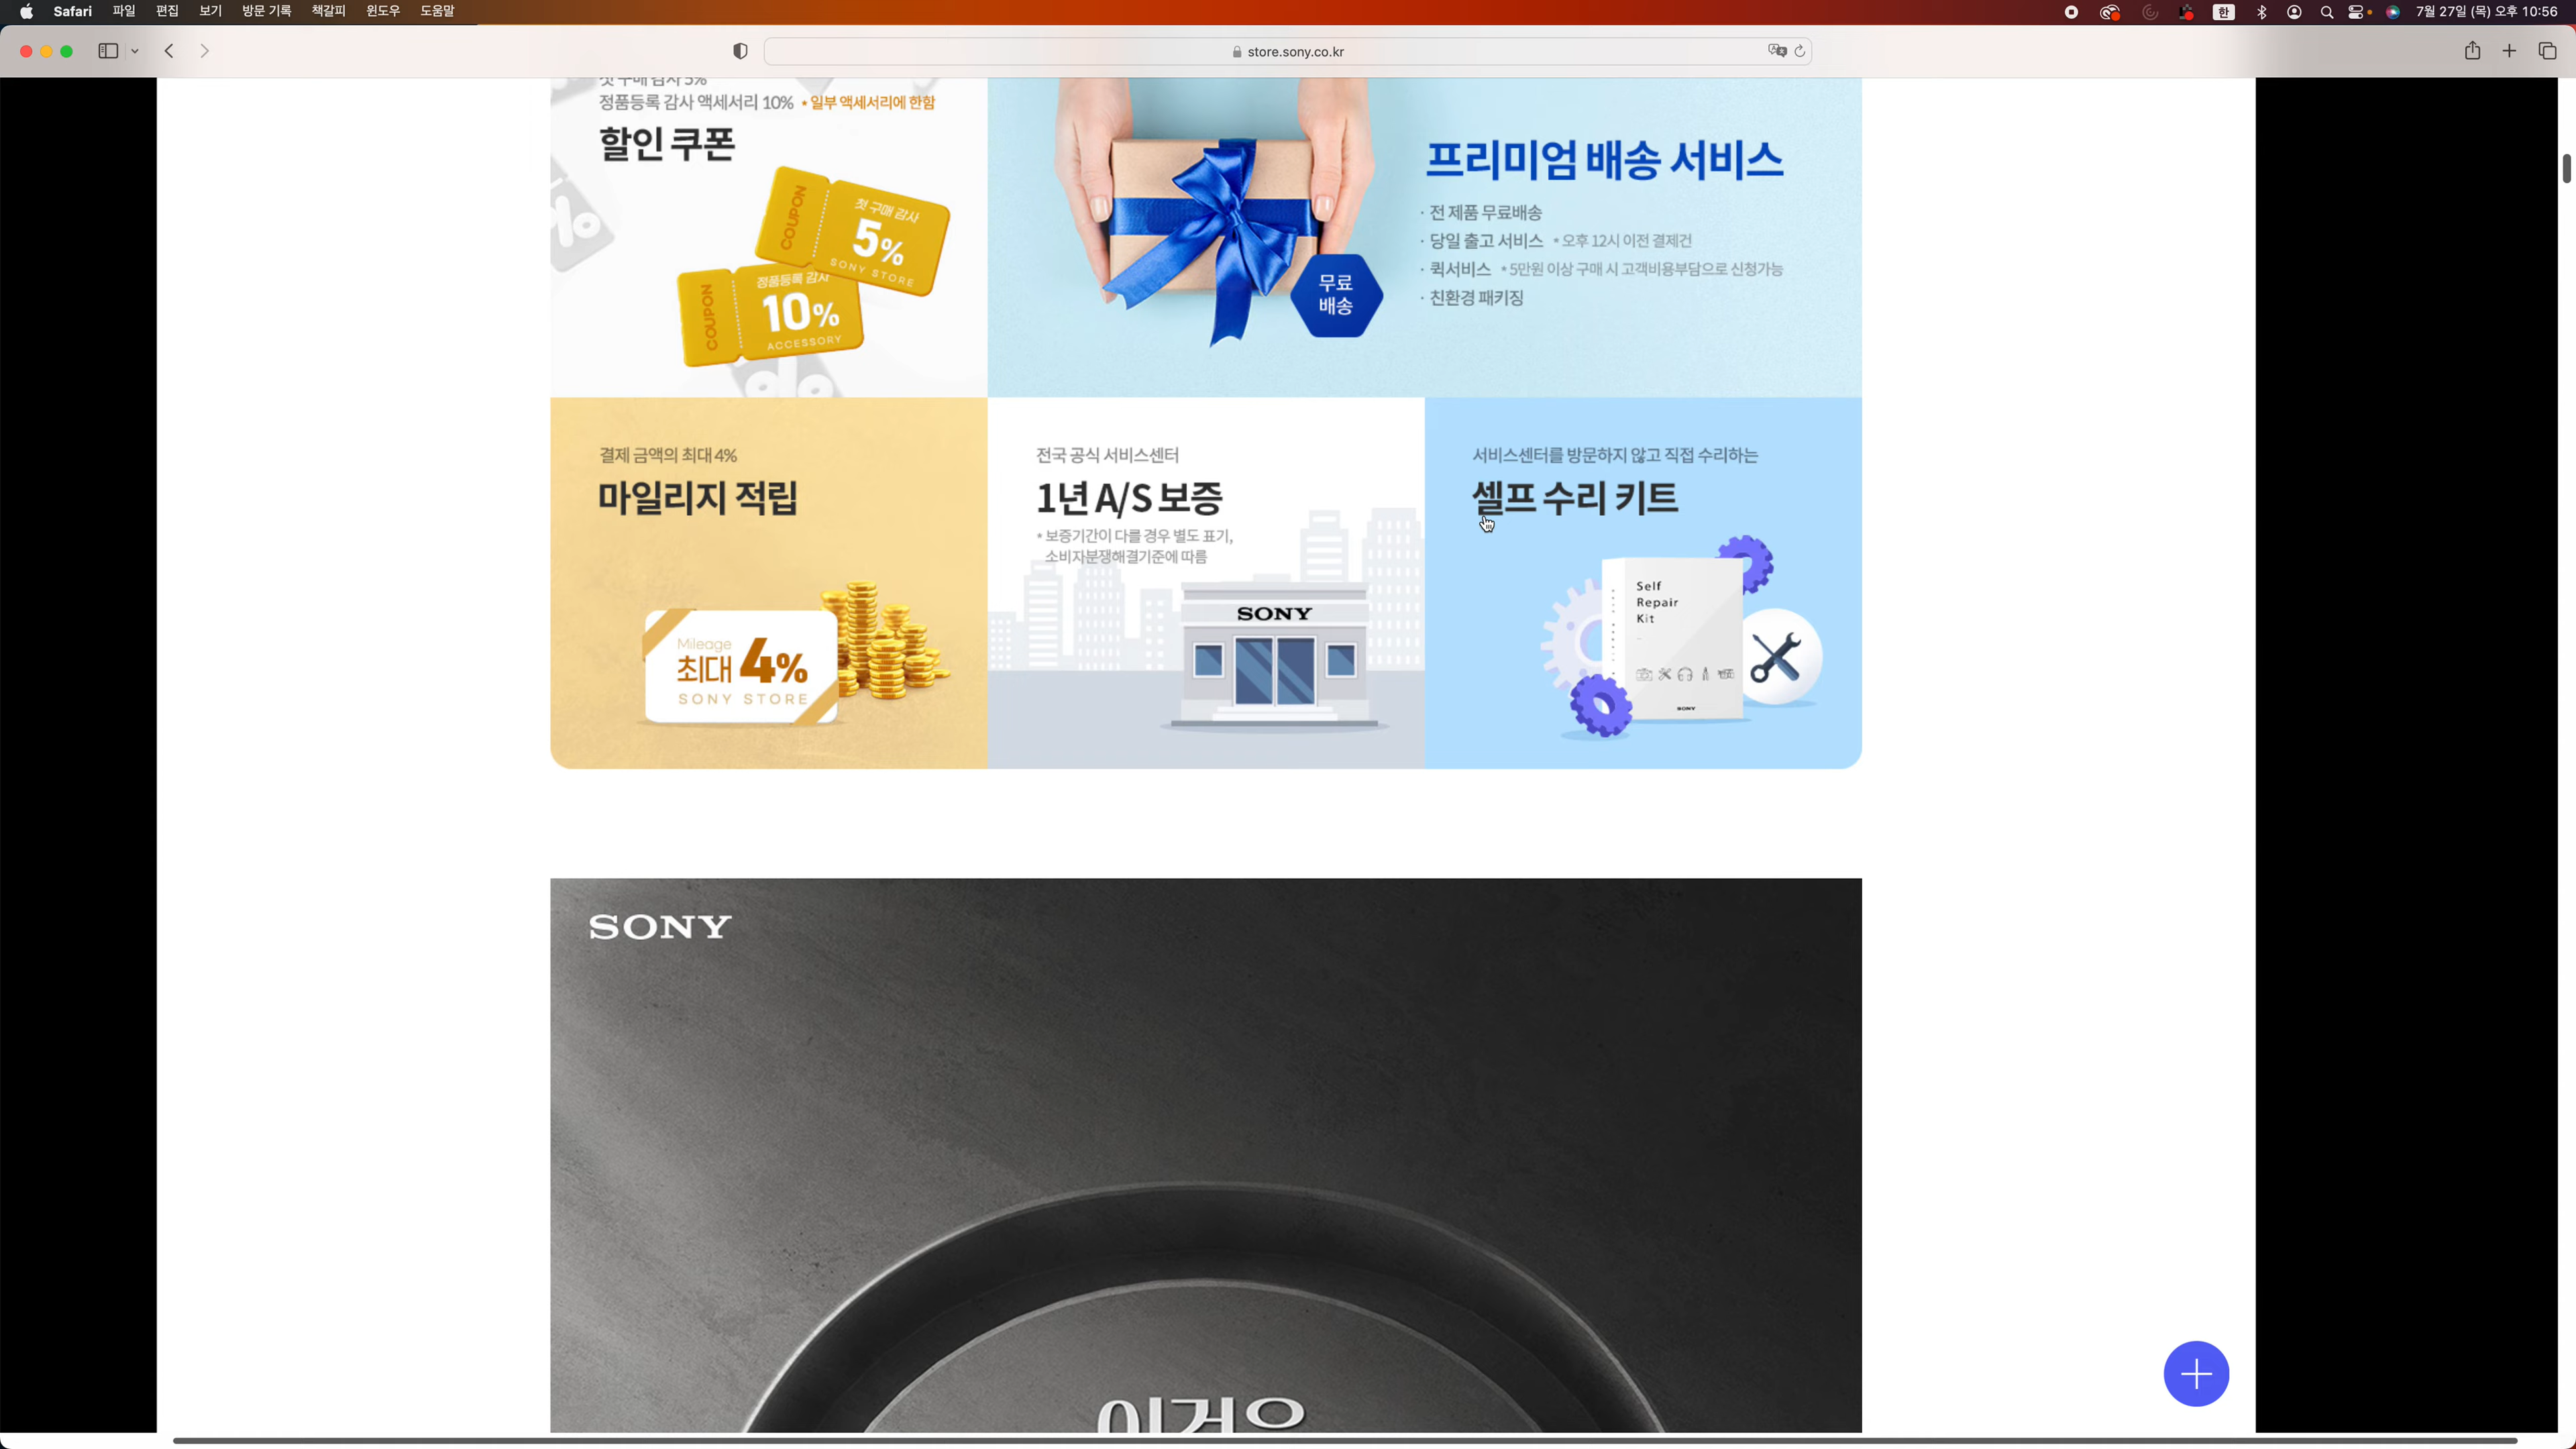 Safari 파일 편집 보기 방문 기록 책갈피 윈도우 도움말
한 7월 27일 (목) 오후 10:56
store.sony.co.kr
첫 구매 감사 5%
정품등록 감사 액세서리 10% * 일부 액세서리에 한함
할인 쿠폰
COUPON
첫 구매 감사
5%
SONY STORE
COUPON
정품등록 감사
10%
ACCESSORY
무료
배송
프리미엄 배송 서비스
· 전 제품 무료배송
· 당일 출고 서비스 * 오후 12시 이전 결제건
· 퀵서비스 * 5만원 이상 구매 시 고객비용부담으로 신청가능
· 친환경 패키징
결제 금액의 최대 4%
마일리지 적립
Mileage
최대 4%
SONY STORE
전국 공식 서비스센터
1년 A/S 보증
* 보증기간이 다를 경우 별도 표기,
소비자분쟁해결기준에 따름
SONY
서비스센터를 방문하지 않고 직접 수리하는
셀프 수리 키트
Self
Repair
Kit
SONY
SONY